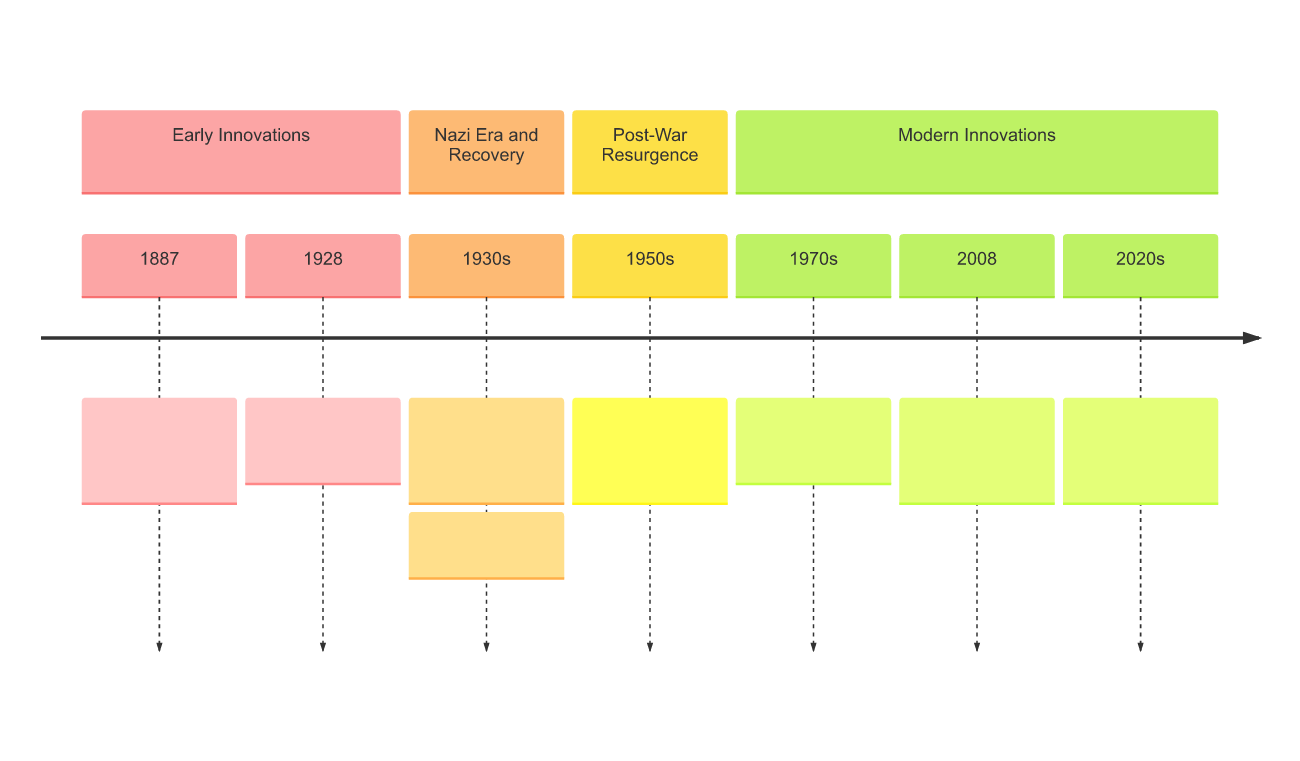 Early Innovations
Nazi Era and
Recovery
Post-War
Resurgence
Modern Innovations
1887
1928
1930s
1950s
1970s
2008
2020s